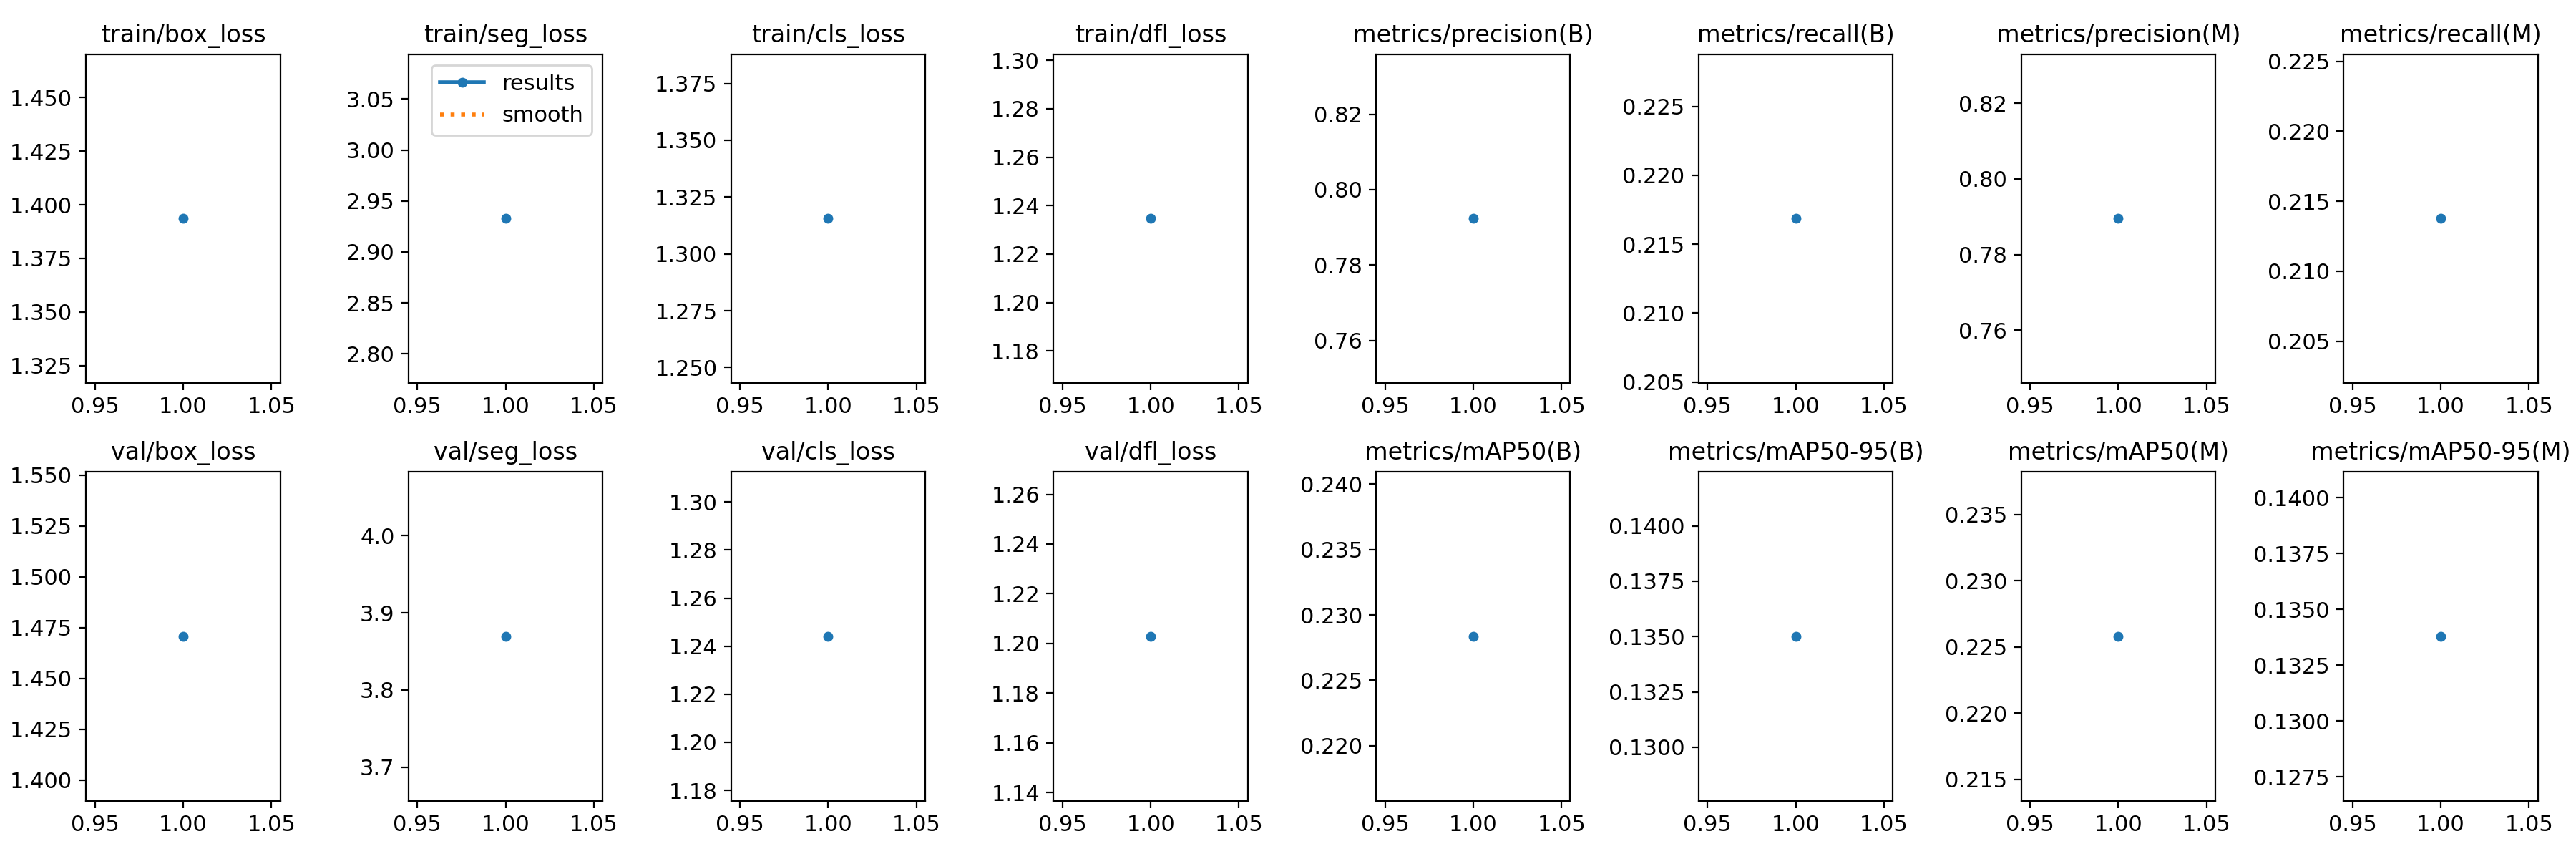 train/box_loss
1.450
1.425
1.400
1.375
1.350
1.325
0.95 1.00 1.05
train/seg_loss
results
smooth
3.05
3.00
2.95
2.90
2.85
2.80
0.95 1.00 1.05
train/cls_loss
1.375
1.350
1.325
1.300
1.275
1.250
0.95 1.00 1.05
train/dfl_loss
1.30
1.28
1.26
1.24
1.22
1.20
1.18
0.95 1.00 1.05
metrics/precision(B)
0.82
0.80
0.78
0.76
0.95 1.00 1.05
metrics/recall(B)
0.225
0.220
0.215
0.210
0.205
0.95 1.00 1.05
metrics/precision(M)
0.82
0.80
0.78
0.76
0.95 1.00 1.05
metrics/recall(M)
0.225
0.220
0.215
0.210
0.205
0.95 1.00 1.05
val/box_loss
1.550
1.525
1.500
1.475
1.450
1.425
1.400
0.95 1.00 1.05
val/seg_loss
4.0
3.9
3.8
3.7
0.95 1.00 1.05
val/cls_loss
1.30
1.28
1.26
1.24
1.22
1.20
1.18
0.95 1.00 1.05
val/dfl_loss
1.26
1.24
1.22
1.20
1.18
1.16
1.14
0.95 1.00 1.05
metrics/mAP50(B)
0.240
0.235
0.230
0.225
0.220
0.95 1.00 1.05
metrics/mAP50-95(B)
0.1400
0.1375
0.1350
0.1325
0.1300
0.95 1.00 1.05
metrics/mAP50(M)
0.235
0.230
0.225
0.220
0.215
0.95 1.00 1.05
metrics/mAP50-95(M)
0.1400
0.1375
0.1350
0.1325
0.1300
0.1275
0.95 1.00 1.05